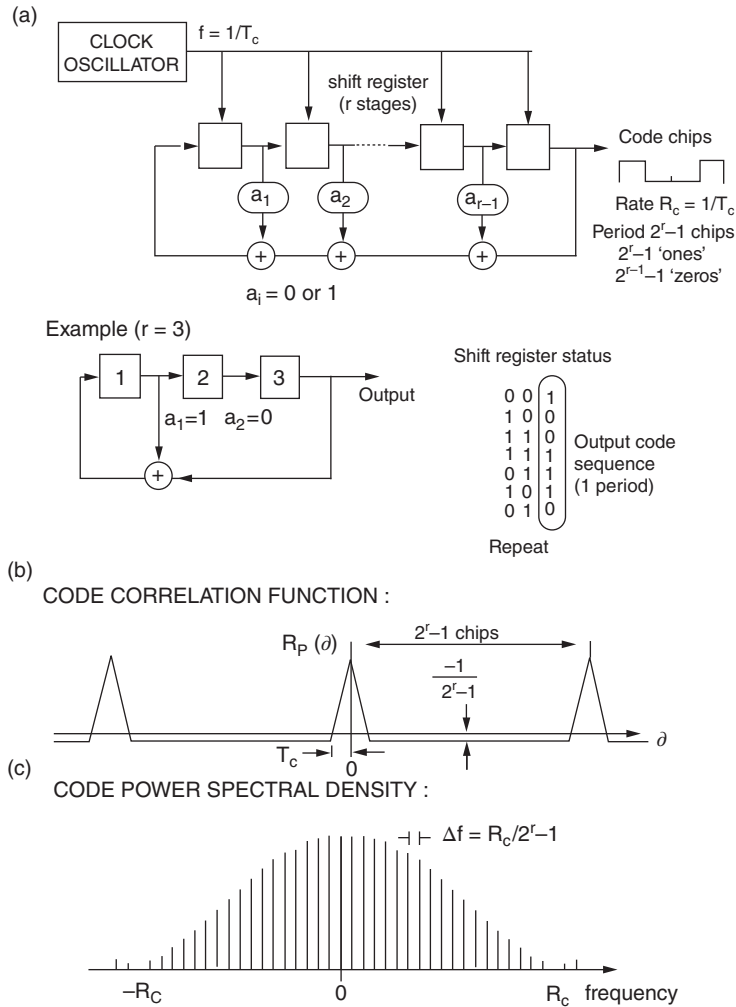 (a)
CLOCK
OSCILLATOR
f = 1/T_c
shift register
(r stages)
a_1
a_2
a_{r–1}
+
+
+
a_i = 0 or 1
Code chips
Rate R_c = 1/T_c
Period 2^r–1 chips
2^r–1 'ones'
2^{r-1}–1 'zeros'
Example (r = 3)
1
2
3
Output
a_1=1
a_2=0
+
Shift register status
0 0 1
1 0 0
1 1 0
1 1 1
0 1 1
1 0 1
0 1 0
Output code
sequence
(1 period)
Repeat
(b)
CODE CORRELATION FUNCTION :
R_P (∂)
2^r–1 chips
–1
2^r–1
T_c
0
∂
(c)
CODE POWER SPECTRAL DENSITY :
Δf = R_c/2^r–1
–R_C
0
R_c
frequency